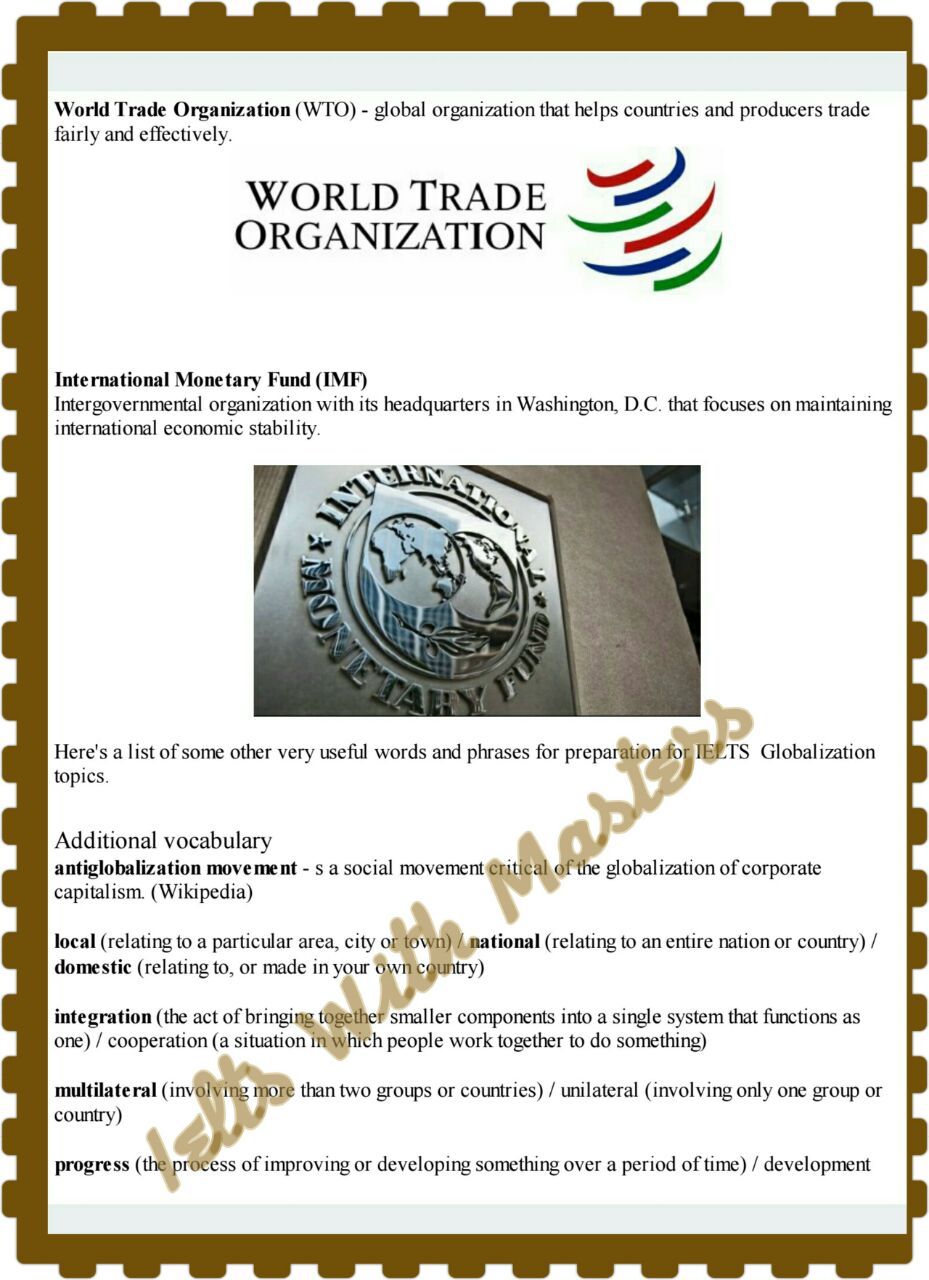 World Trade Organization (WTO) - global organization that helps countries and producers trade
fairly and effectively.
WORLD TRADE
ORGANIZATION
International Monetary Fund (IMF)
Intergovernmental organization with its headquarters in Washington, D.C. that focuses on maintaining
international economic stability.
INTERNATIONAL MONETARY FUND
Here's a list of some other very useful words and phrases for preparation for IELTS Globalization
topics.
Additional vocabulary
antiglobalization movement - s a social movement critical of the globalization of corporate
capitalism. (Wikipedia)
local (relating to a particular area, city or town) / national (relating to an entire nation or country) /
domestic (relating to, or made in your own country)
integration (the act of bringing together smaller components into a single system that functions as
one) / cooperation (a situation in which people work together to do something)
multilateral (involving more than two groups or countries) / unilateral (involving only one group or
country)
progress (the process of improving or developing something over a period of time) / development
Ielts With Masters